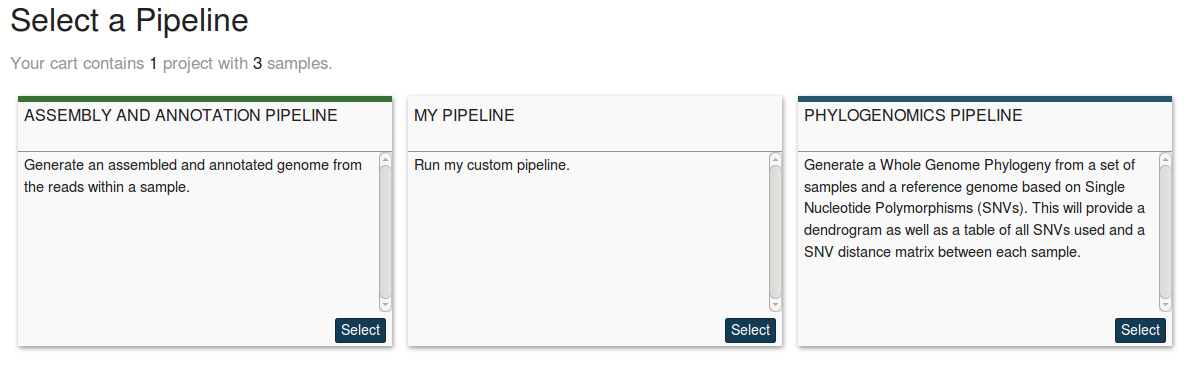 Select a Pipeline
Your cart contains 1 project with 3 samples.
ASSEMBLY AND ANNOTATION PIPELINE
Generate an assembled and annotated genome from
the reads within a sample.
Select
MY PIPELINE
Run my custom pipeline.
Select
PHYLOGENOMICS PIPELINE
Generate a Whole Genome Phylogeny from a set of
samples and a reference genome based on Single
Nucleotide Polymorphisms (SNVs). This will provide a
dendrogram as well as a table of all SNVs used and a
SNV distance matrix between each sample.
Select